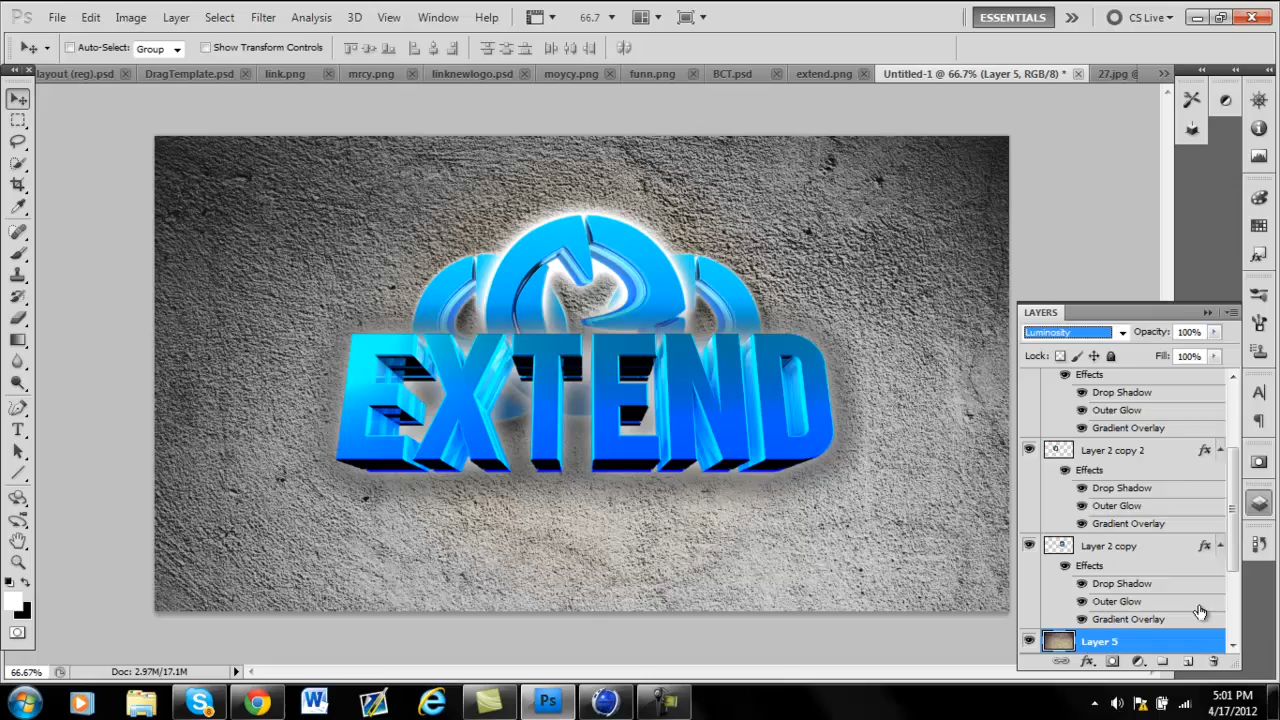 Ps File Edit Image Layer Select Filter Analysis 3D View Window Help 66.7 ESSENTIALS CS Live
Auto-Select: Group Show Transform Controls
layout (reg).psd DragTemplate.psd link.png mrcy.png linknewlogo.psd moycy.png funn.png BCT.psd extend.png Untitled-1 @ 66.7% (Layer 5, RGB/8) * 27.jpg @
EXTEND
LAYERS
Luminosity Opacity: 100%
Lock: Fill: 100%
Effects
Drop Shadow
Outer Glow
Gradient Overlay
Layer 2 copy 2 fx
Effects
Drop Shadow
Outer Glow
Gradient Overlay
Layer 2 copy fx
Effects
Drop Shadow
Outer Glow
Gradient Overlay
Layer 5
66.67% Doc: 2.97M/17.1M
5:01 PM
4/17/2012